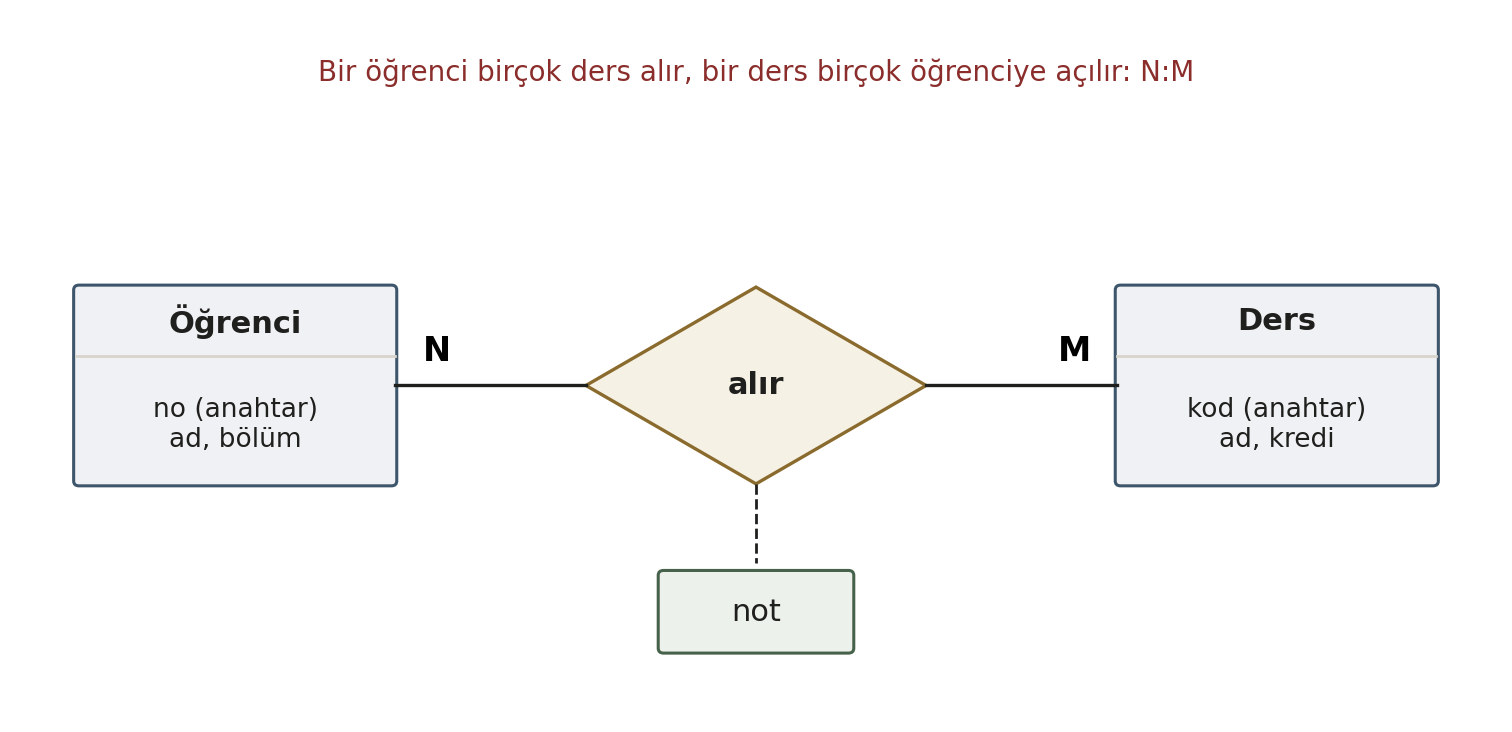 Bir öğrenci birçok ders alır, bir ders birçok öğrenciye açılır: N:M
Öğrenci
no (anahtar)
ad, bölüm
N
alır
M
Ders
kod (anahtar)
ad, kredi
not